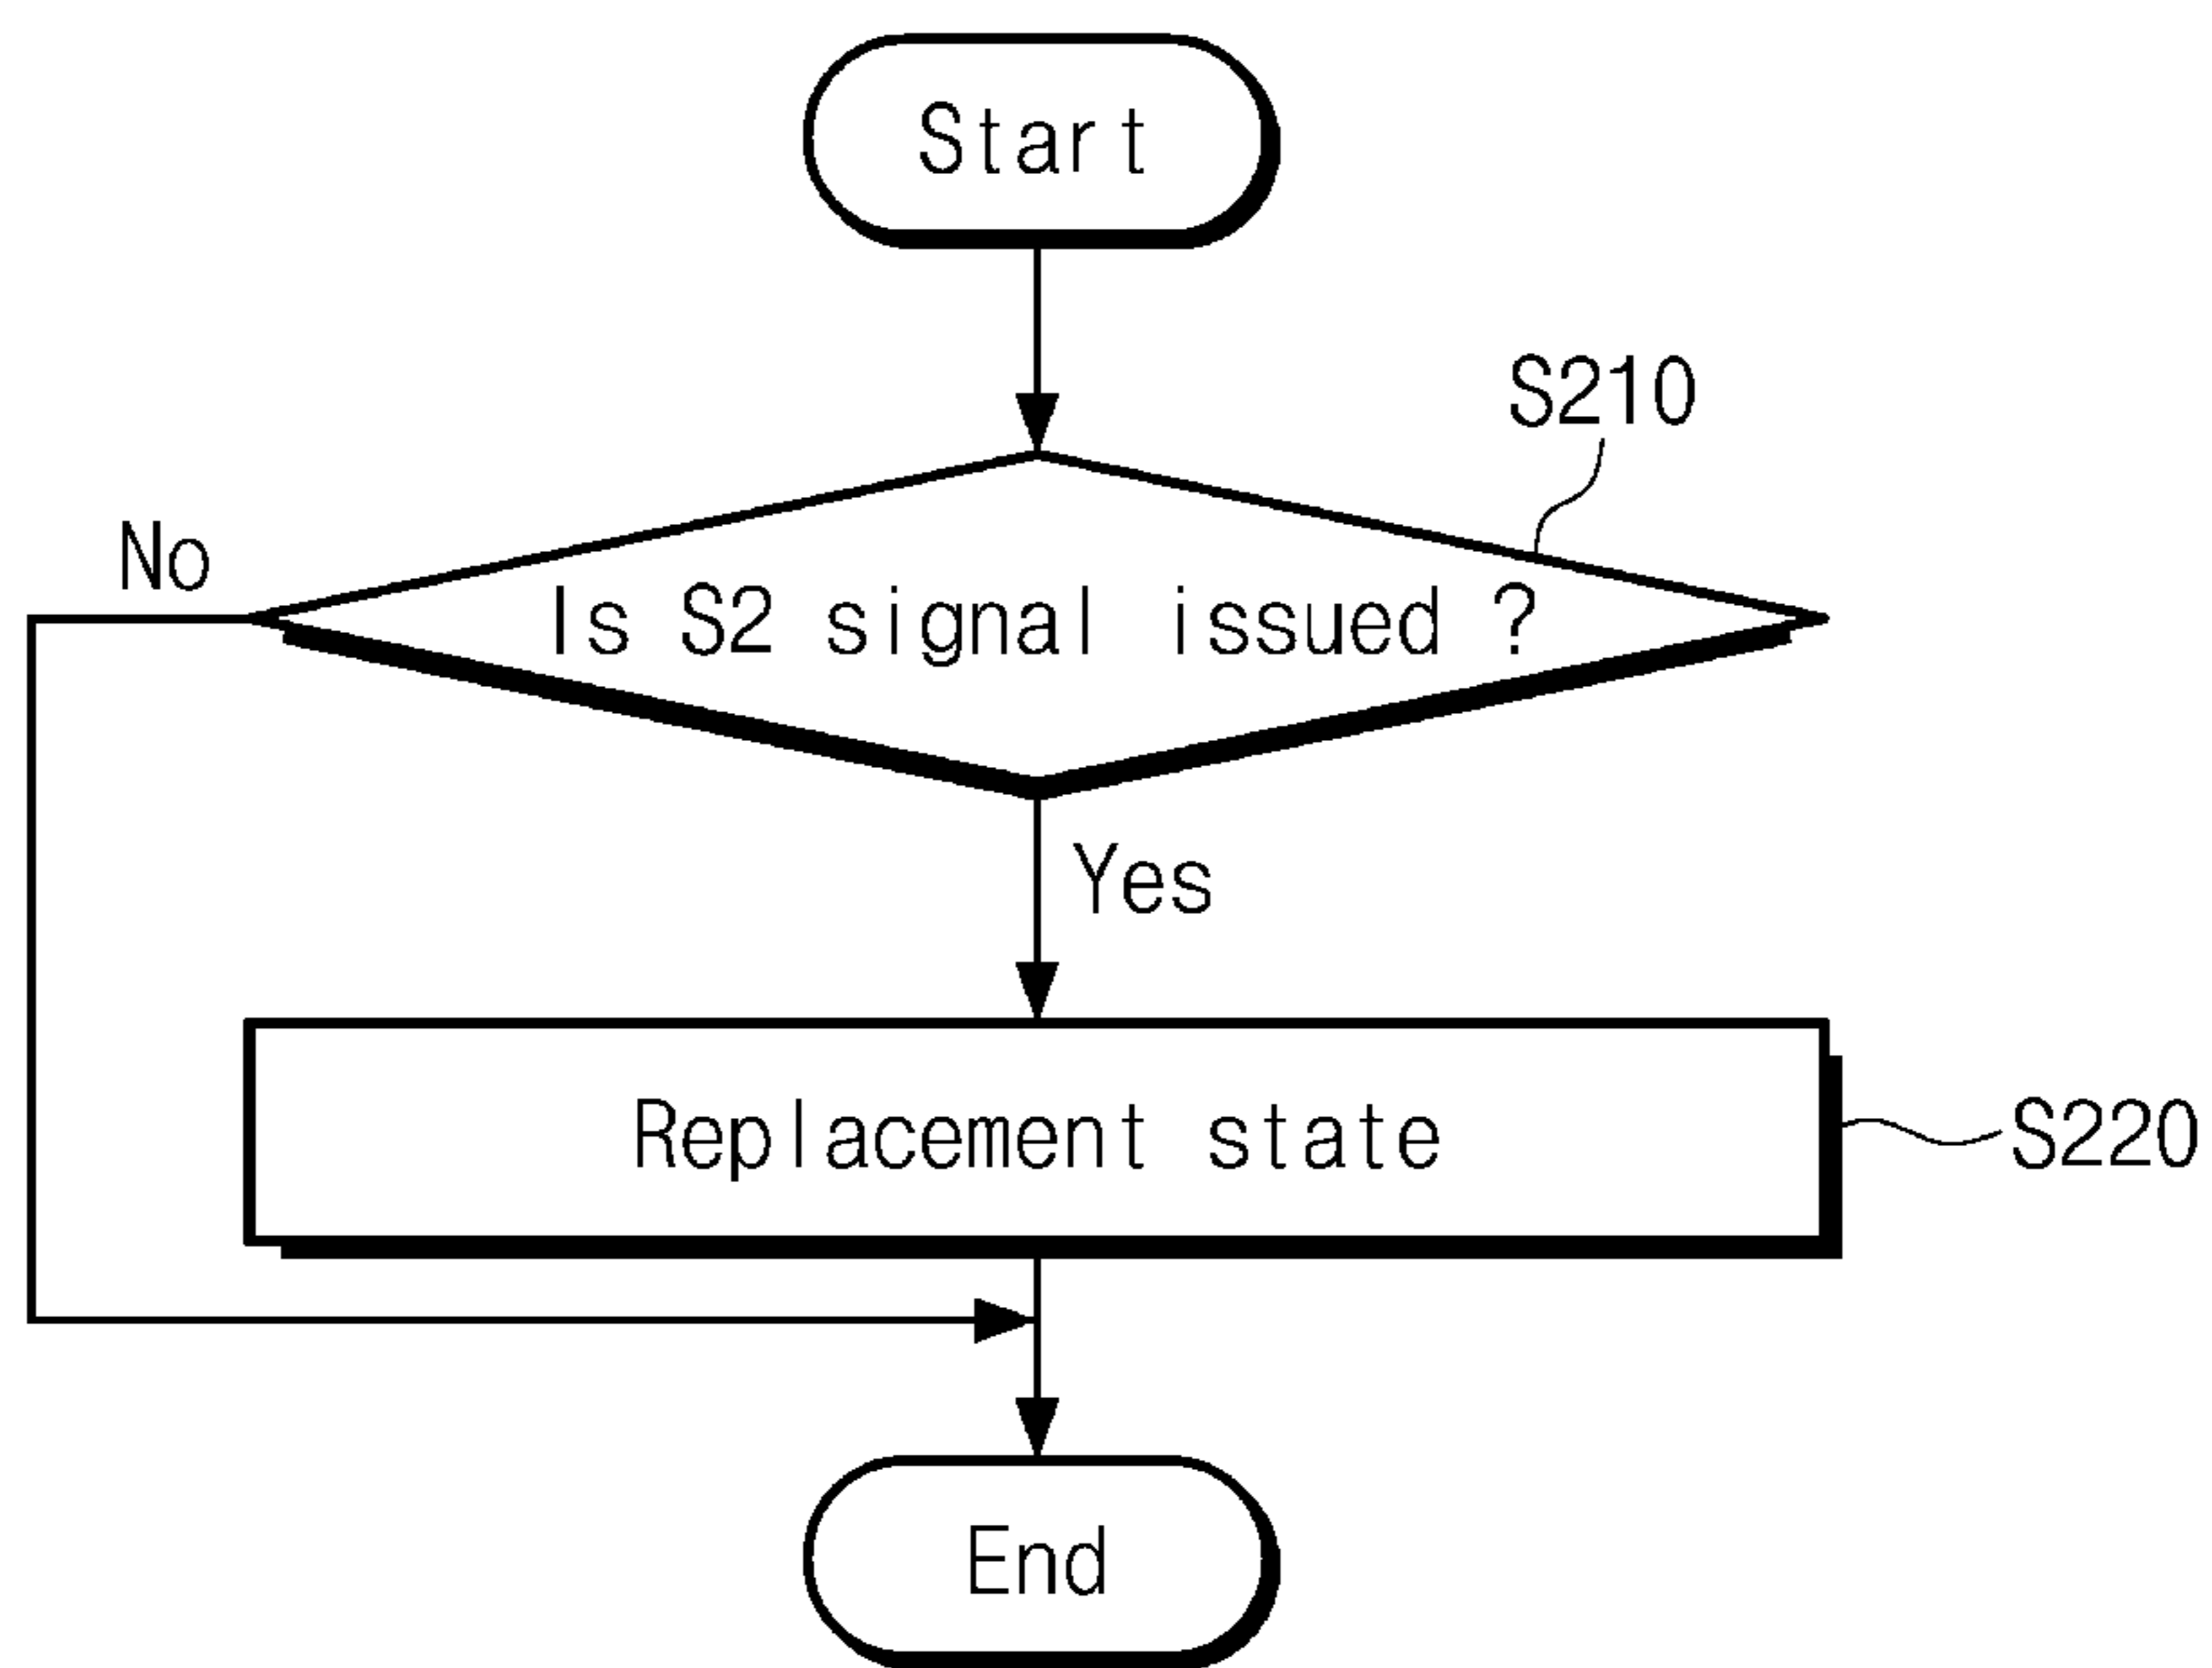 Start
S210
No
Is S2 signal issued ?
Yes
Replacement state
S220
End